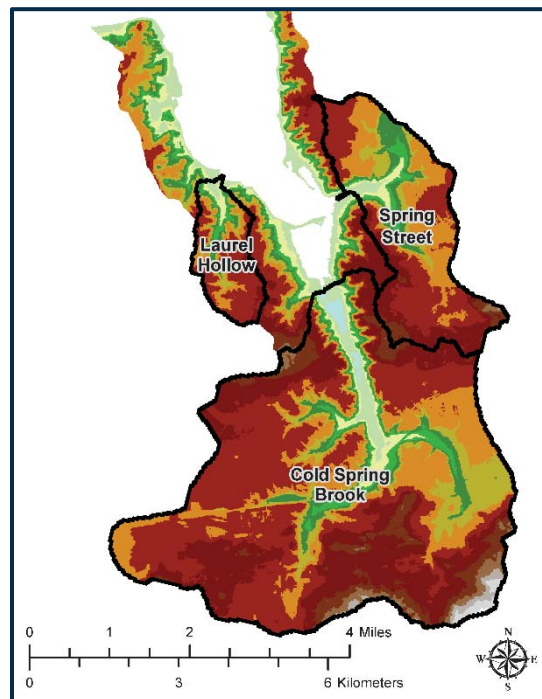 Spring
Street
Laurel
Hollow
Cold Spring
Brook
0 1 2 4 Miles
0 3 6 Kilometers
N
W E
S